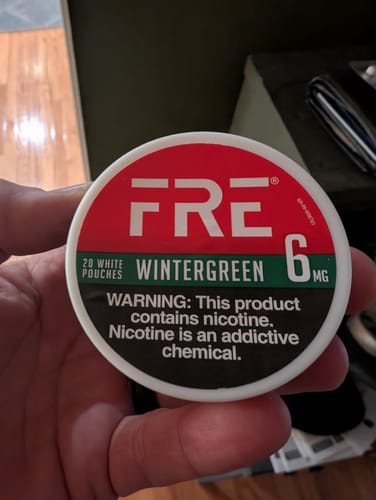 FRE®
20 WHITE
POUCHES
WINTERGREEN
6 MG
WARNING: This product
contains nicotine.
Nicotine is an addictive
chemical.